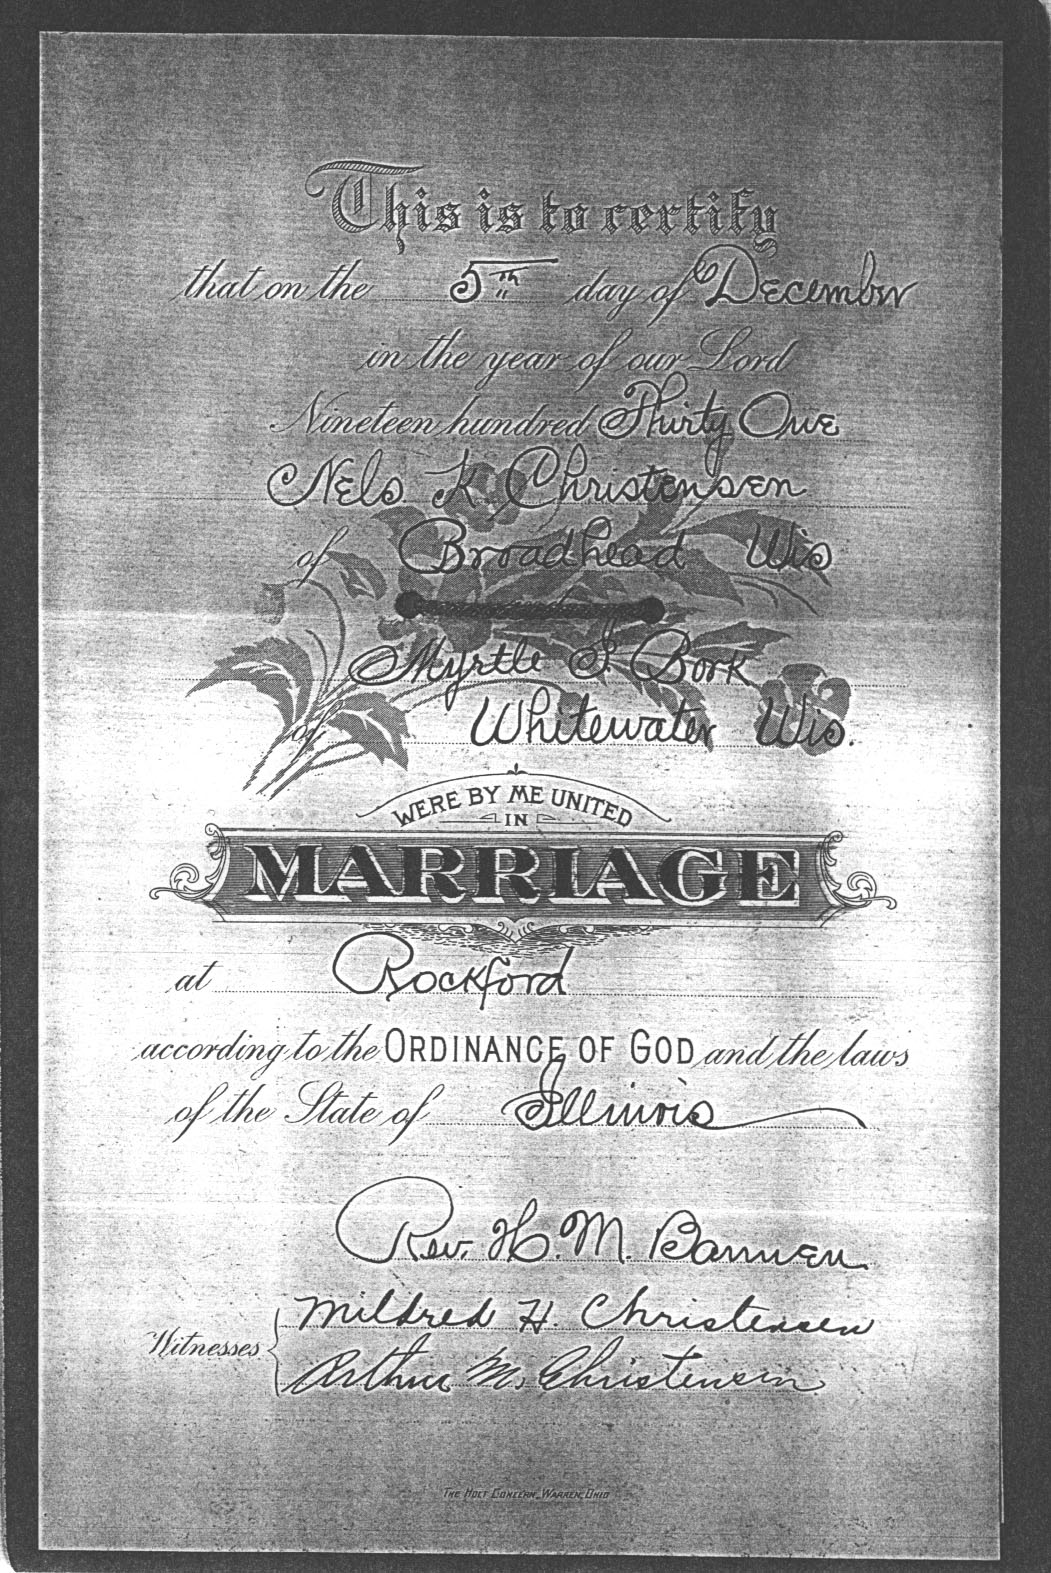 This is to certify
that on the 5th day of December
in the year of our Lord
Nineteen hundred Thirty One
Nels K. Christensen
of Broadhead Wis
and
Myrtle I Bork
of Whitewater Wis.
WERE BY ME UNITED
IN
MARRIAGE
at Rockford
according to the ORDINANCE OF GOD and the laws
of the State of Illinois
Rev. H. M. Bannen
Mildred H. Christensen
Witnesses
Arthur M. Christensen
THE HOLT CONCERN, WARREN, OHIO